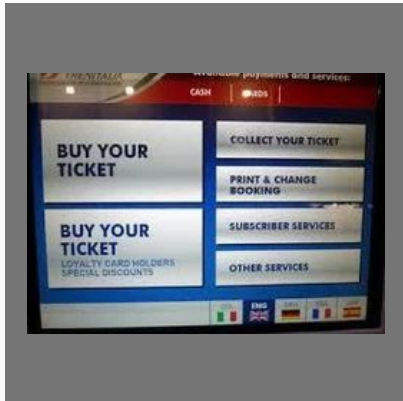 TRENITALIA
Available payments and services:
CASH
CARDS
BUY YOUR
TICKET
COLLECT YOUR TICKET
PRINT & CHANGE
BOOKING
BUY YOUR
TICKET
LOYALTY CARD HOLDERS
SPECIAL DISCOUNTS
SUBSCRIBER SERVICES
OTHER SERVICES
ENG